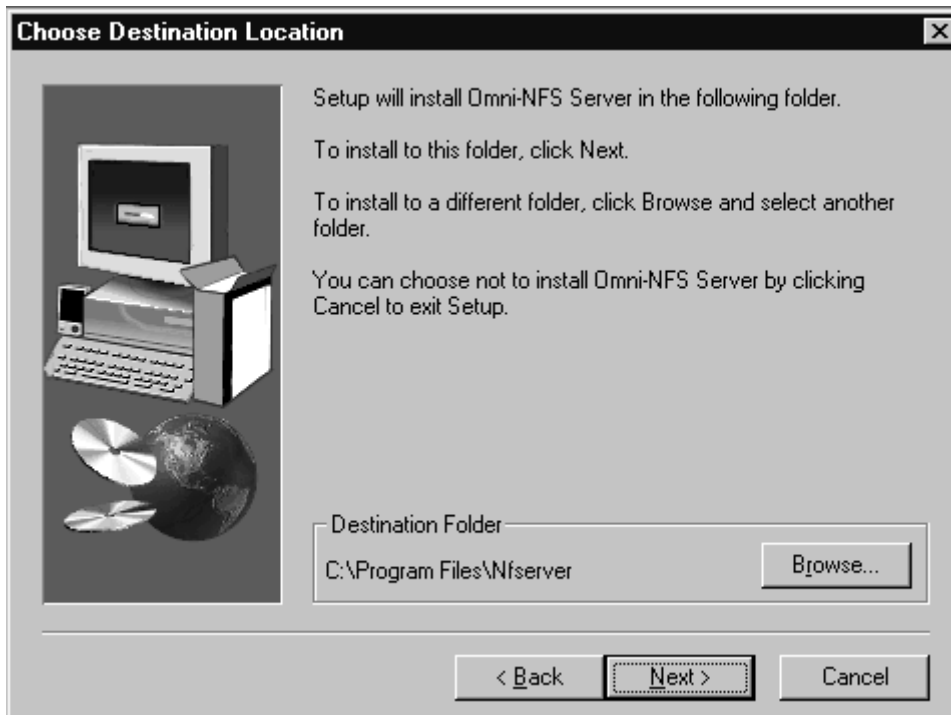 Choose Destination Location
Setup will install Omni-NFS Server in the following folder.
To install to this folder, click Next.
To install to a different folder, click Browse and select another
folder.
You can choose not to install Omni-NFS Server by clicking
Cancel to exit Setup.
Destination Folder
C:\Program Files\Nfserver
Browse...
< Back
Next >
Cancel